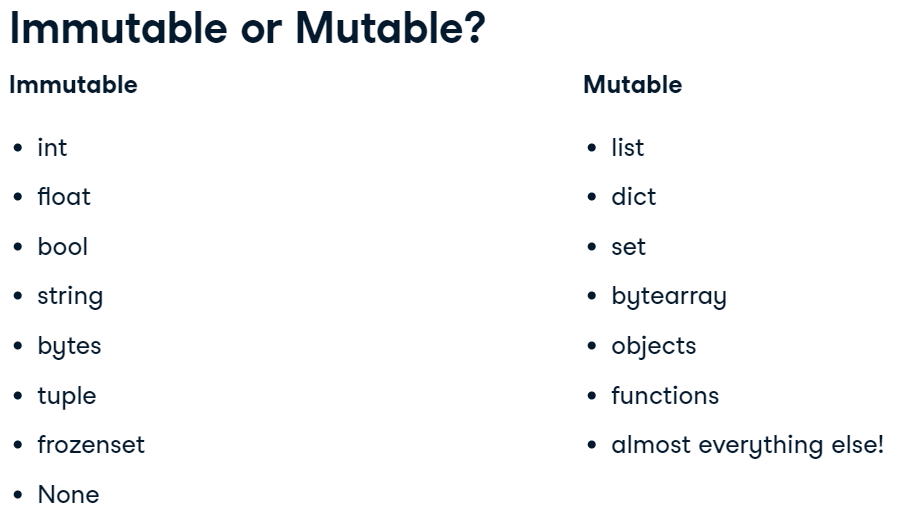 Immutable or Mutable?
Immutable
• int
• float
• bool
• string
• bytes
• tuple
• frozenset
• None
Mutable
• list
• dict
• set
• bytearray
• objects
• functions
• almost everything else!